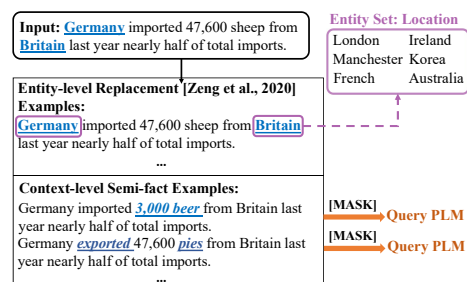 Input: Germany imported 47,600 sheep from
Britain last year nearly half of total imports.
Entity Set: Location
London Ireland
Manchester Korea
French Australia
Entity-level Replacement [Zeng et al., 2020]
Examples:
Germany imported 47,600 sheep from Britain
last year nearly half of total imports.
...
Context-level Semi-fact Examples:
Germany imported 3,000 beer from Britain last
year nearly half of total imports.
Germany exported 47,600 pies from Britain last
year nearly half of total imports.
...
[MASK]
Query PLM
[MASK]
Query PLM